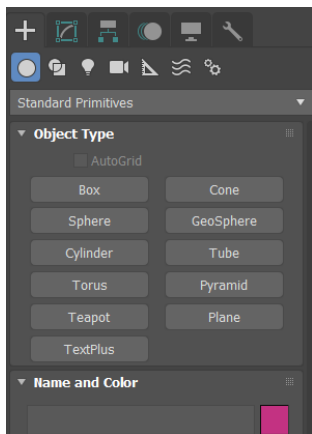 Standard Primitives
Object Type
AutoGrid
Box Cone
Sphere GeoSphere
Cylinder Tube
Torus Pyramid
Teapot Plane
TextPlus
Name and Color